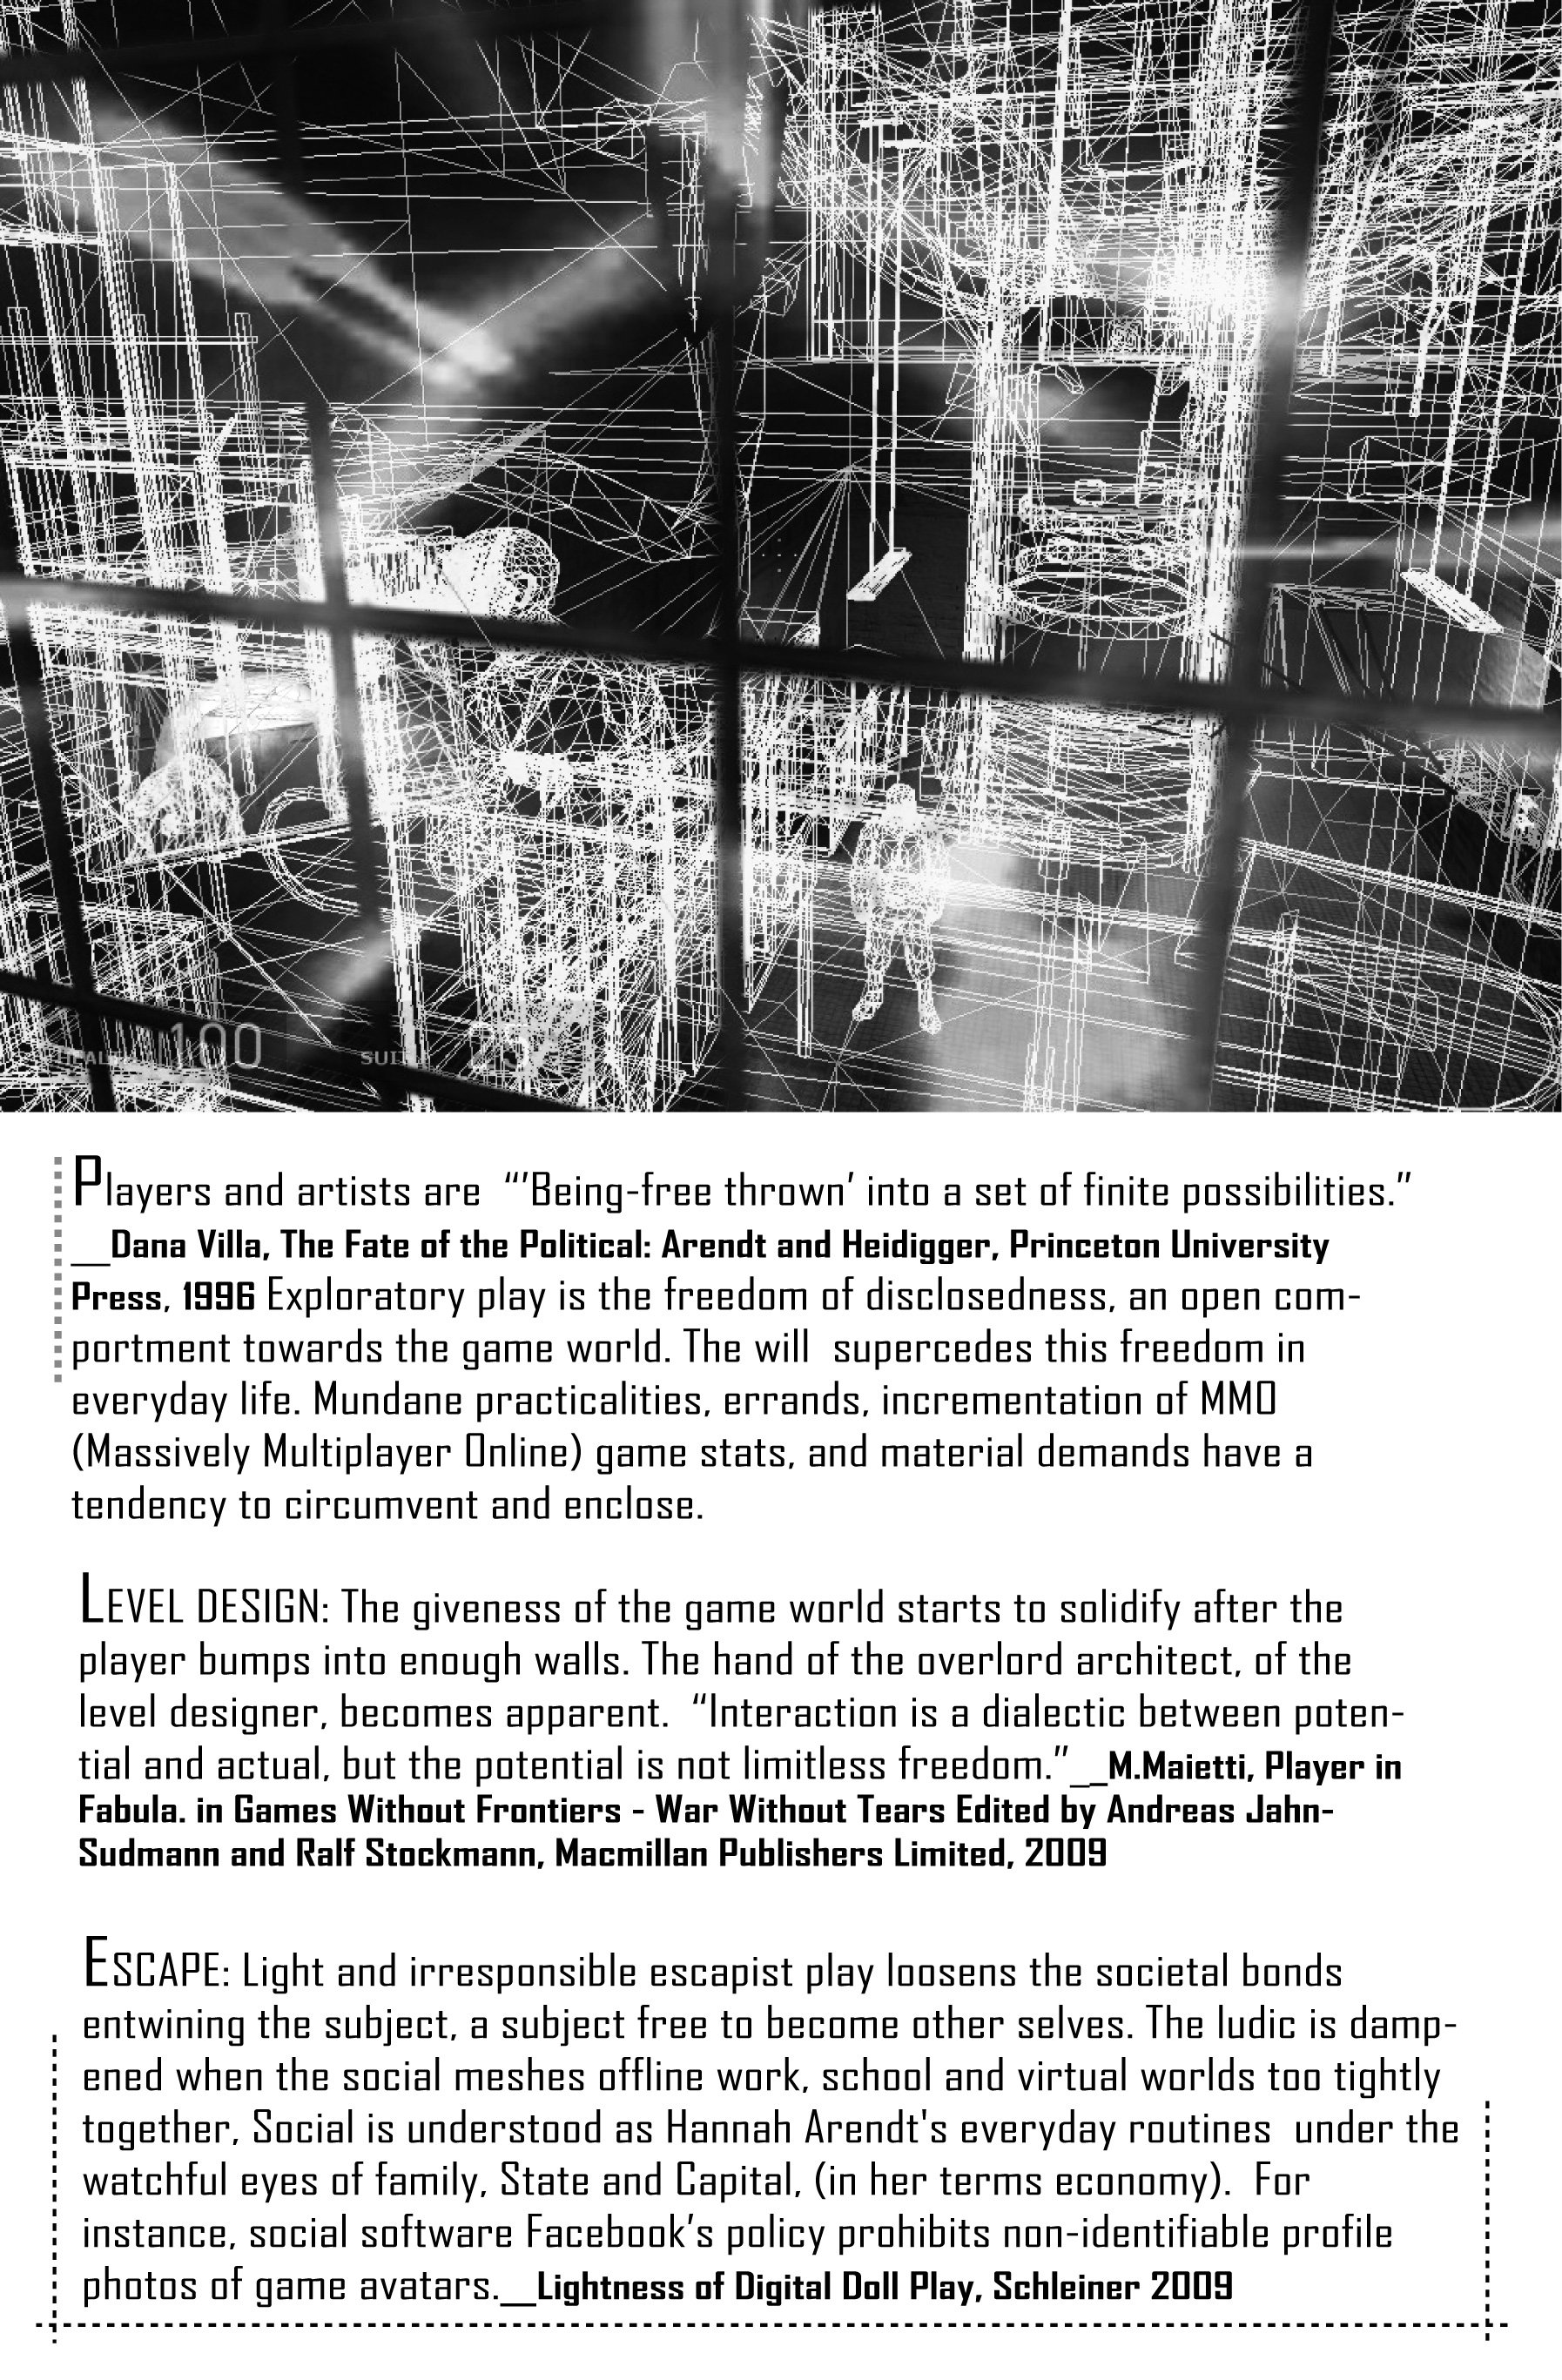 100
SUIT
Players and artists are “’Being-free thrown’ into a set of finite possibilities.”
__Dana Villa, The Fate of the Political: Arendt and Heidigger, Princeton University
Press, 1996 Exploratory play is the freedom of disclosedness, an open com-
portment towards the game world. The will supercedes this freedom in
everyday life. Mundane practicalities, errands, incrementation of MMO
(Massively Multiplayer Online) game stats, and material demands have a
tendency to circumvent and enclose.
LEVEL DESIGN: The giveness of the game world starts to solidify after the
player bumps into enough walls. The hand of the overlord architect, of the
level designer, becomes apparent. “Interaction is a dialectic between poten-
tial and actual, but the potential is not limitless freedom.”__M.Maietti, Player in
Fabula. in Games Without Frontiers - War Without Tears Edited by Andreas Jahn-
Sudmann and Ralf Stockmann, Macmillan Publishers Limited, 2009
ESCAPE: Light and irresponsible escapist play loosens the societal bonds
entwining the subject, a subject free to become other selves. The ludic is damp-
ened when the social meshes offline work, school and virtual worlds too tightly
together, Social is understood as Hannah Arendt's everyday routines under the
watchful eyes of family, State and Capital, (in her terms economy). For
instance, social software Facebook’s policy prohibits non-identifiable profile
photos of game avatars.__Lightness of Digital Doll Play, Schleiner 2009